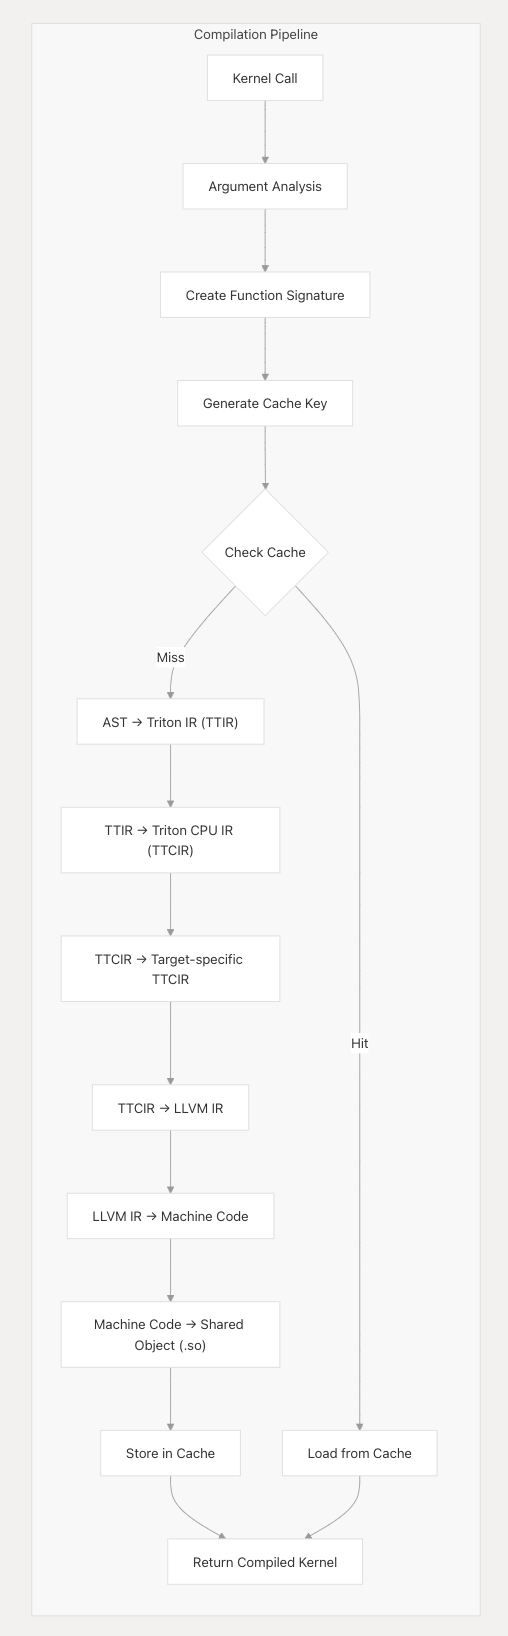 Compilation Pipeline
Kernel Call
Argument Analysis
Create Function Signature
Generate Cache Key
Check Cache
Miss
AST → Triton IR (TTIR)
TTIR → Triton CPU IR
(TTCIR)
TTCIR → Target-specific
TTCIR
Hit
TTCIR → LLVM IR
LLVM IR → Machine Code
Machine Code → Shared
Object (.so)
Store in Cache
Load from Cache
Return Compiled Kernel